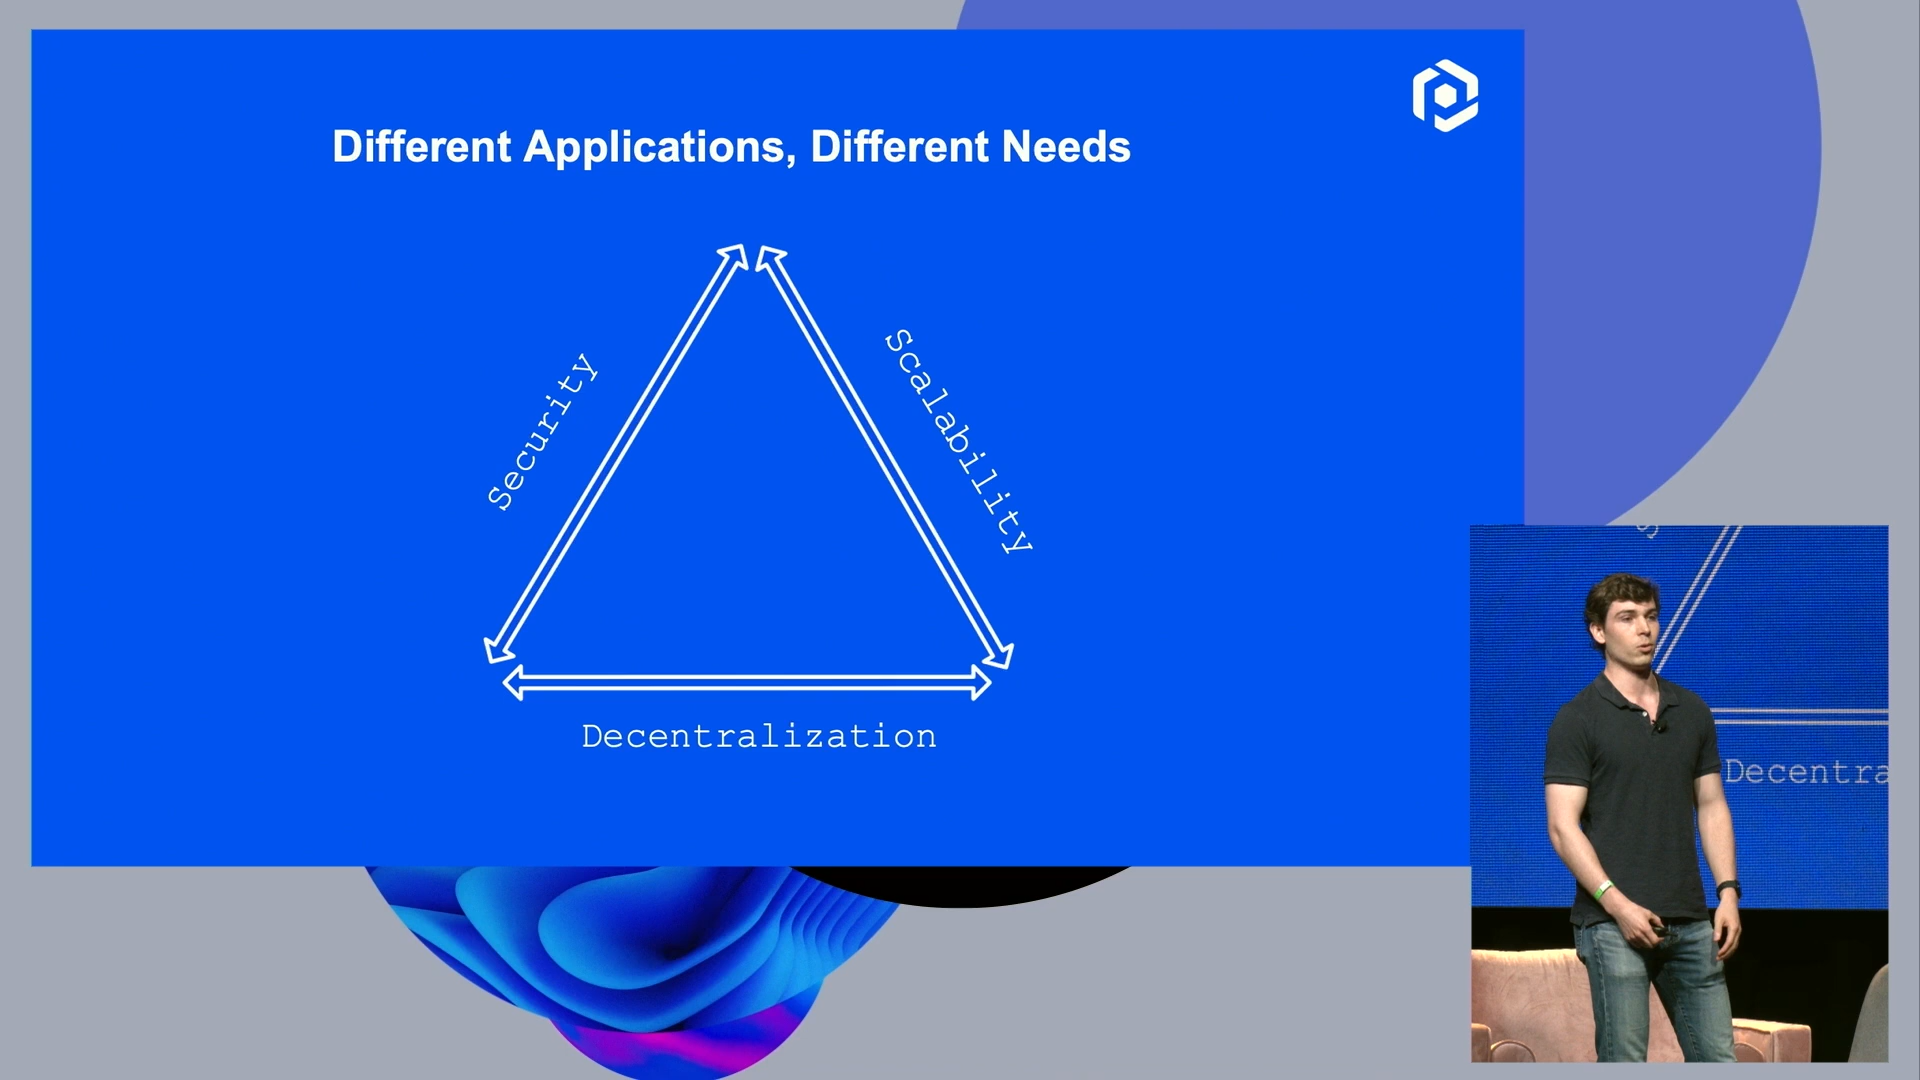 Different Applications, Different Needs
Security
Scalability
Decentralization
Decentra